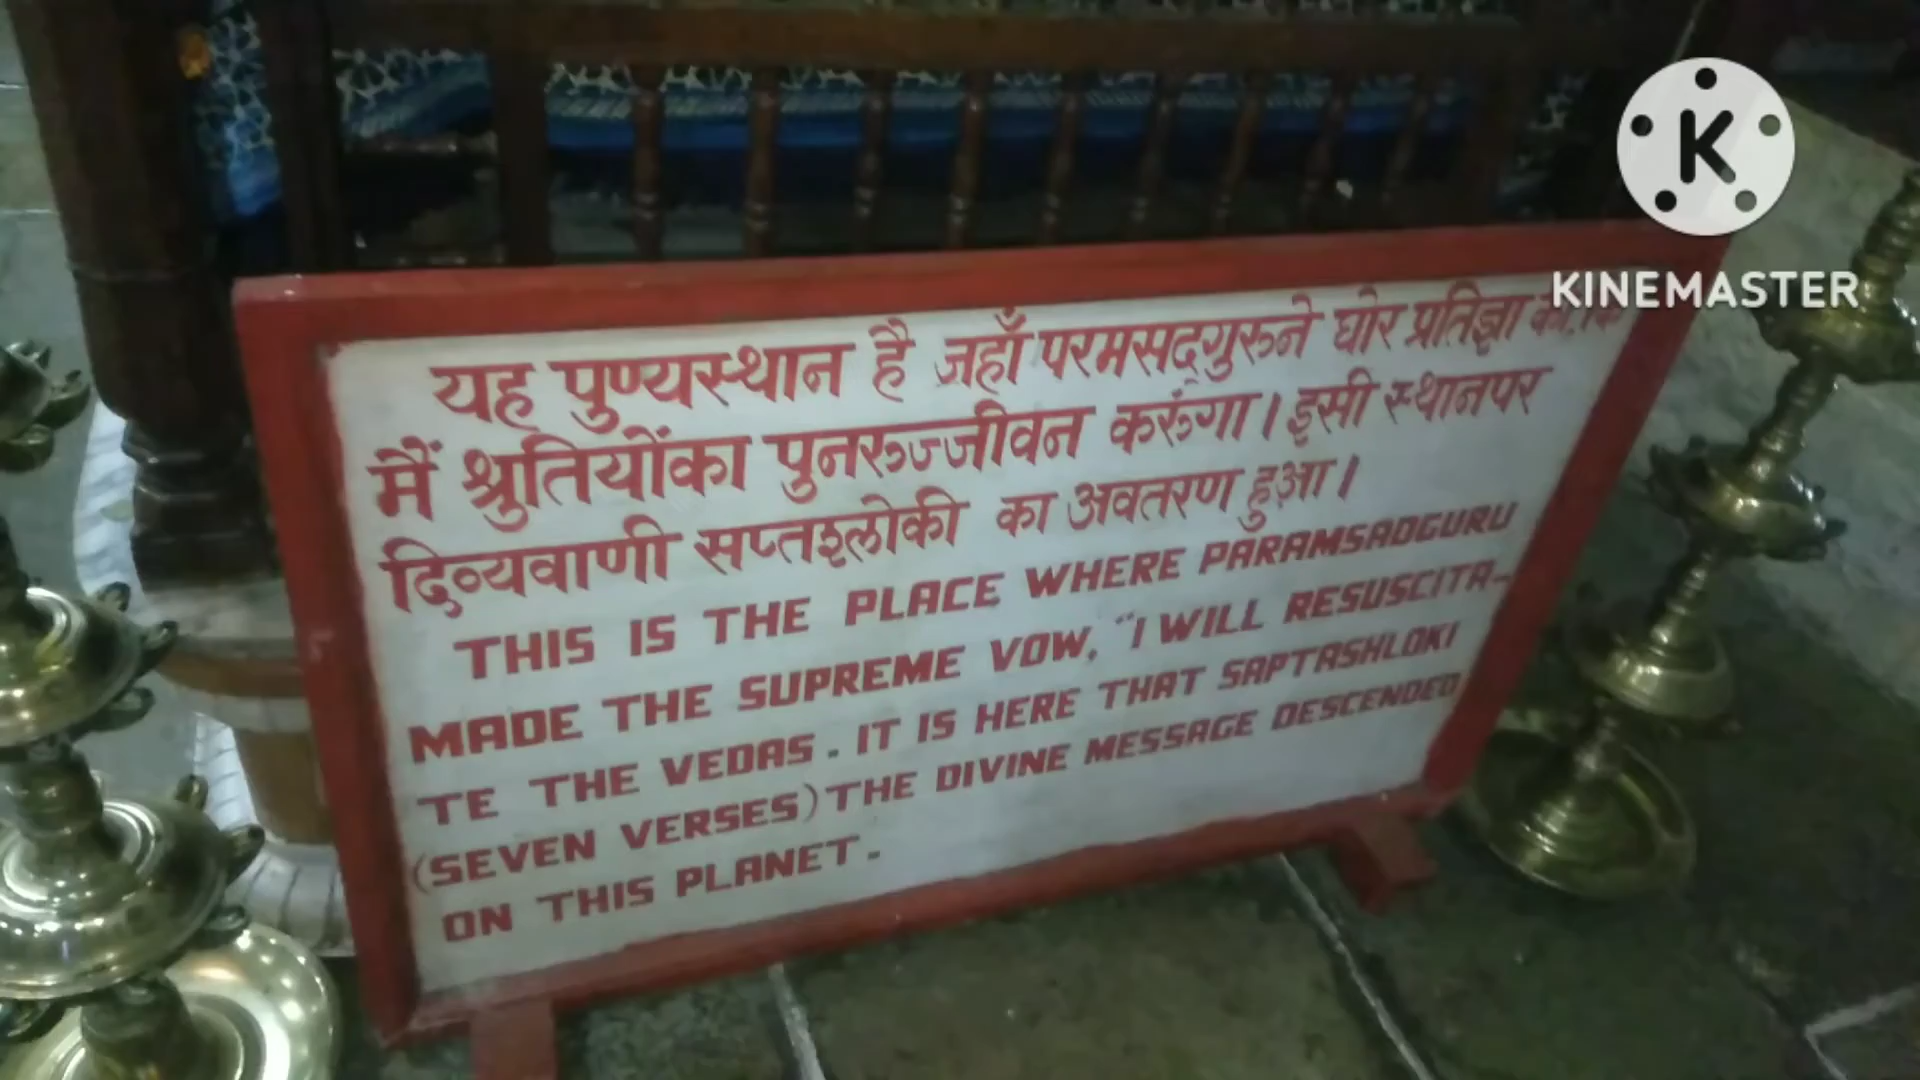 K
KINEMASTER
यह पुण्यस्थान है जहाँ परमसद्गुरुने घोर प्रतिज्ञा
मैं श्रुतियोंका पुनरुज्जीवन करुंगा। इसी स्थानपर
दिव्यवाणी सप्तश्लोकी का अवतरण हुआ।
THIS IS THE PLACE WHERE PARAMSADGURU
MADE THE SUPREME VOW, "I WILL RESUSCITA-
TE THE VEDAS. IT IS HERE THAT SAPTASHLOKI
(SEVEN VERSES) THE DIVINE MESSAGE DESCENDED
ON THIS PLANET.